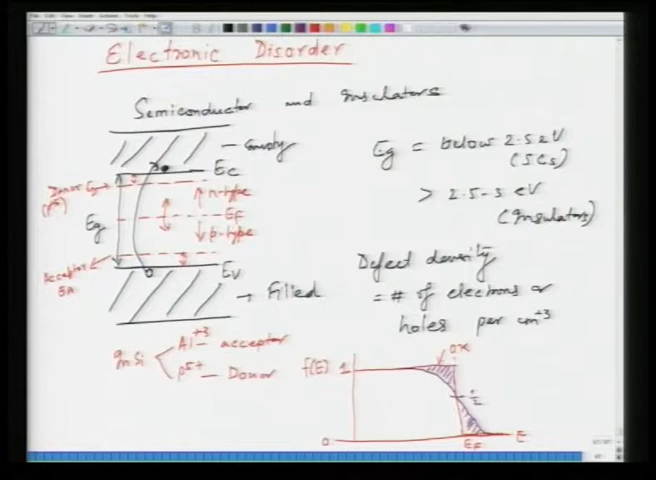 Electronic Disorder
Semiconductor and Insulators
Empty
Ec
Donor
n-type
EF
p-type
Eg
Acceptor
EA
Ev
Filled
Eg = below 2.5 eV
(SCs)
> 2.5-3 eV
(Insulators)
Defect density
= # of electrons or
holes per cm-3
In Si
Al+3 - acceptor
P5+ - Donor
f(E)
1
0K
1/2
0
EF
E